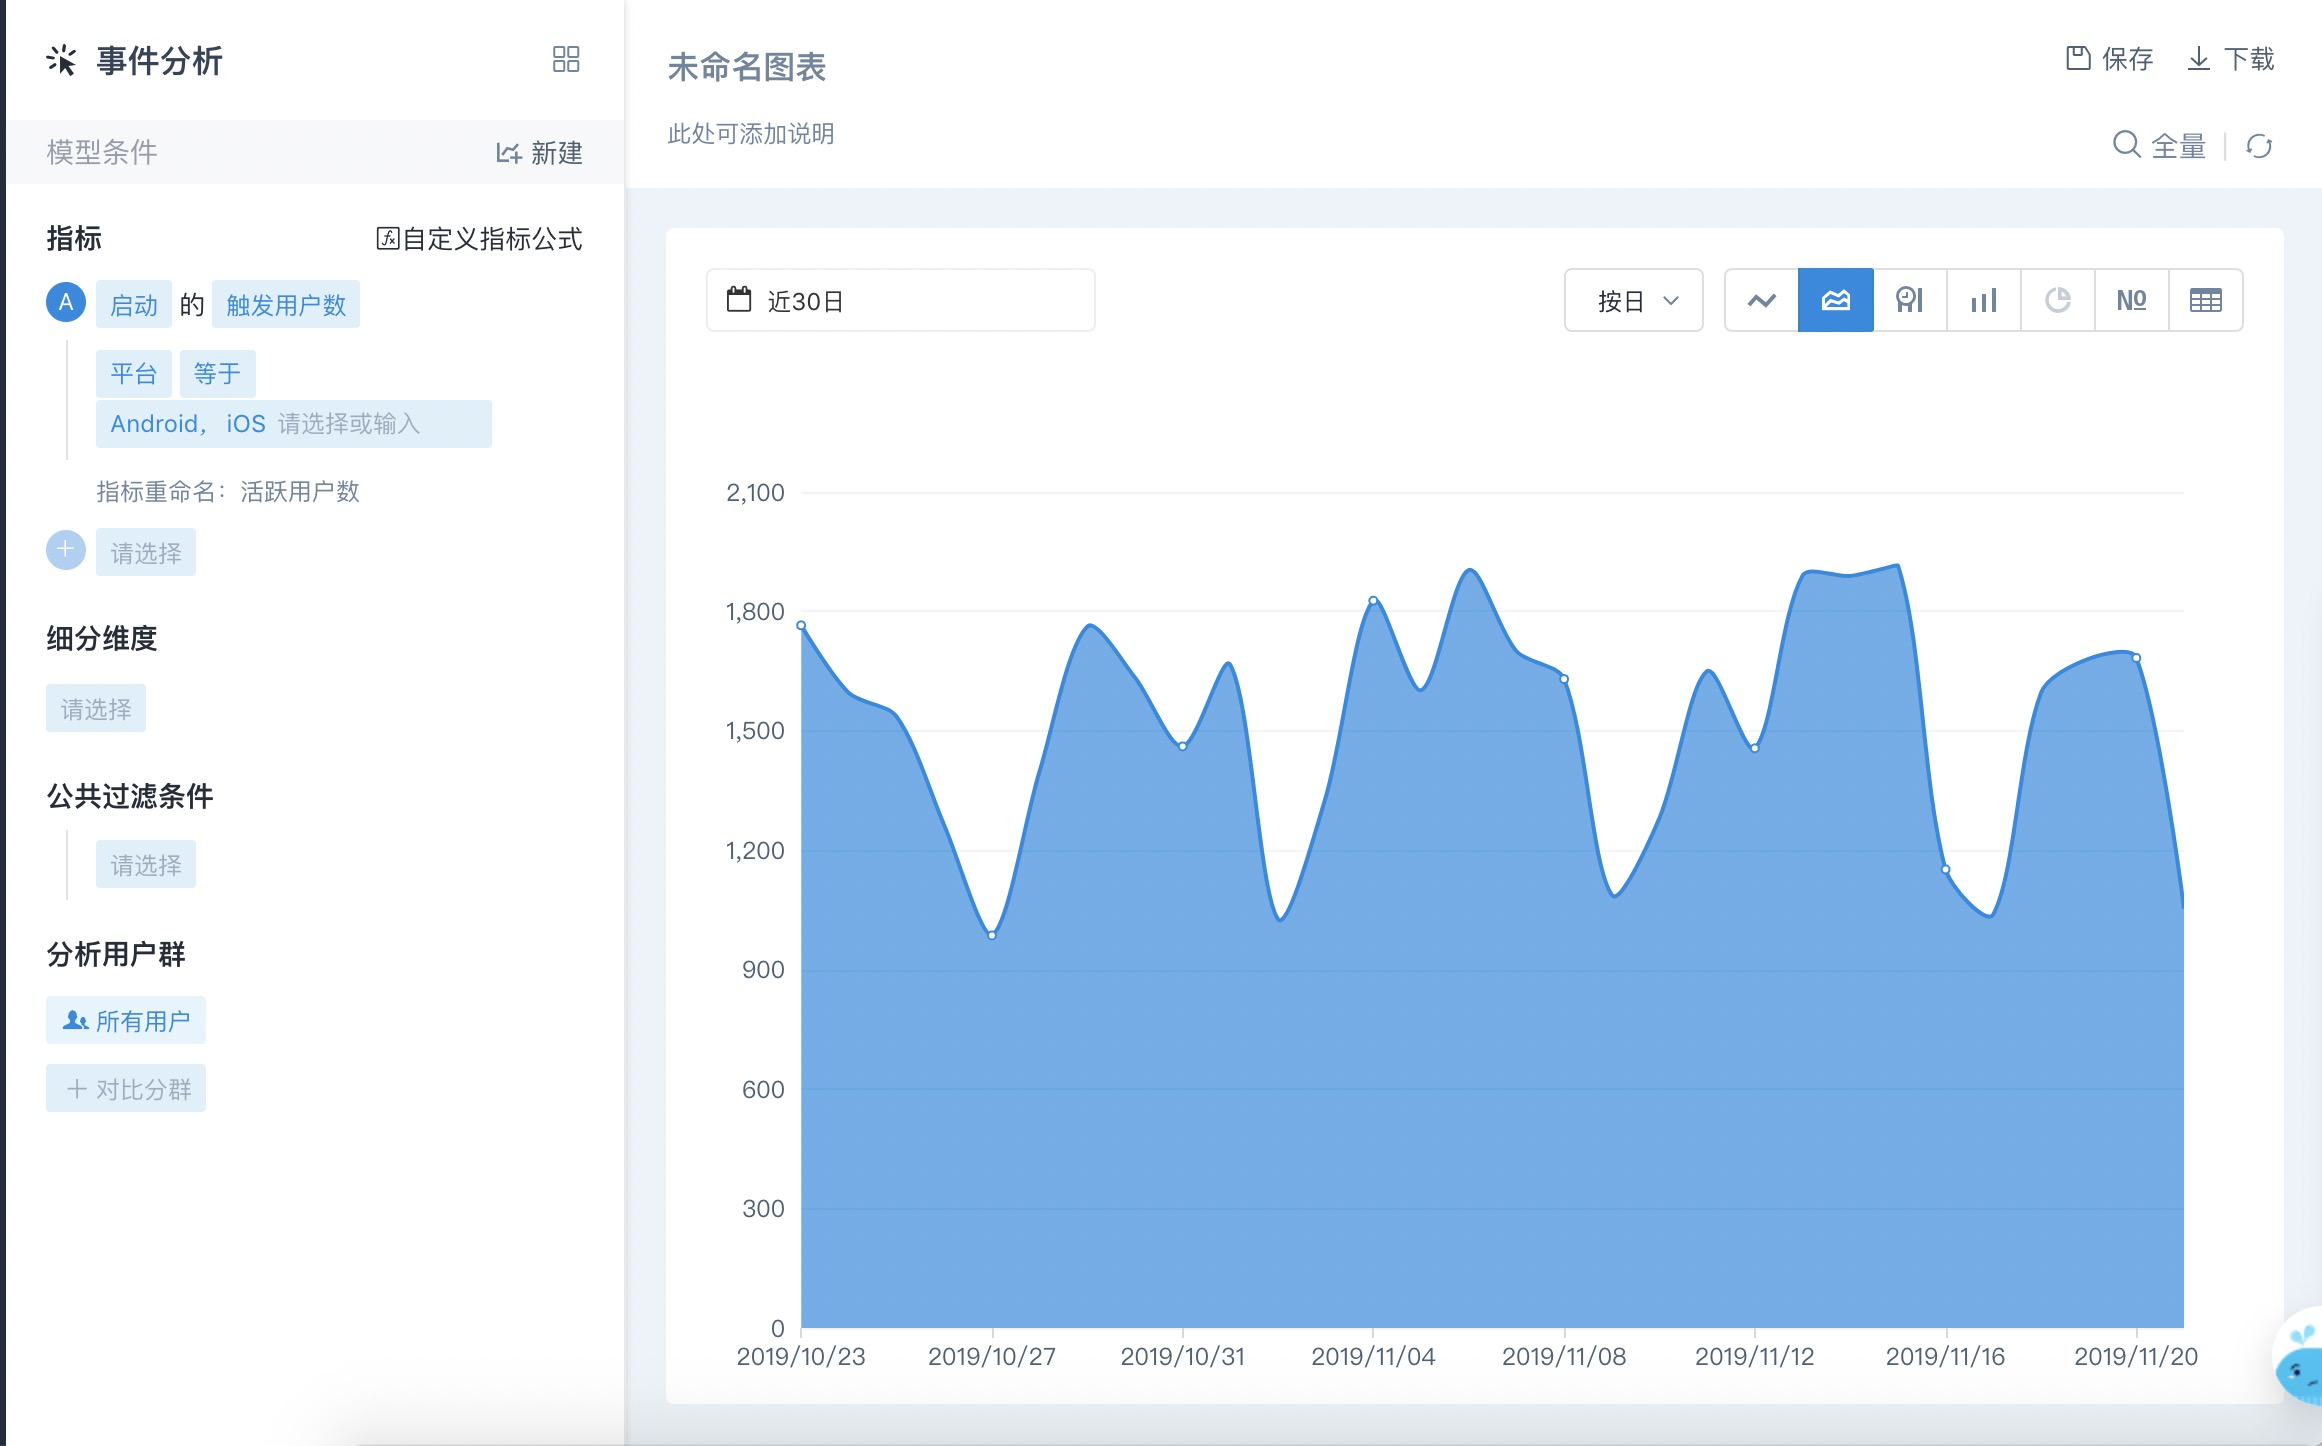 事件分析
模型条件 新建
指标 自定义指标公式
A 启动 的 触发用户数
平台 等于
Android, iOS 请选择或输入
指标重命名：活跃用户数
请选择
细分维度
请选择
公共过滤条件
请选择
分析用户群
所有用户
+ 对比分群
未命名图表
保存 下载
此处可添加说明
全量
近30日
按日
Nº
2,100
1,800
1,500
1,200
900
600
300
0
2019/10/23 2019/10/27 2019/10/31 2019/11/04 2019/11/08 2019/11/12 2019/11/16 2019/11/20